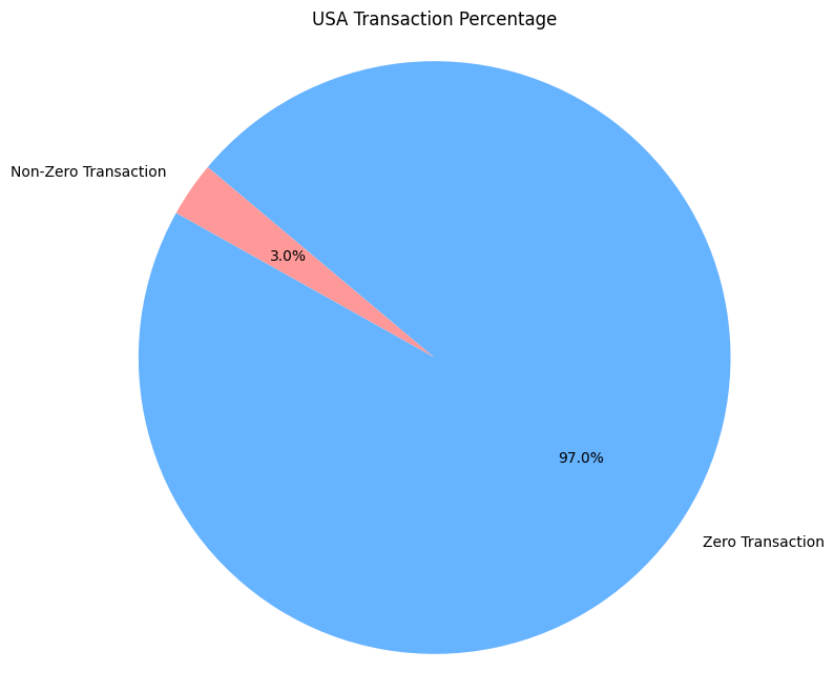 USA Transaction Percentage
Non-Zero Transaction
3.0%
97.0%
Zero Transaction